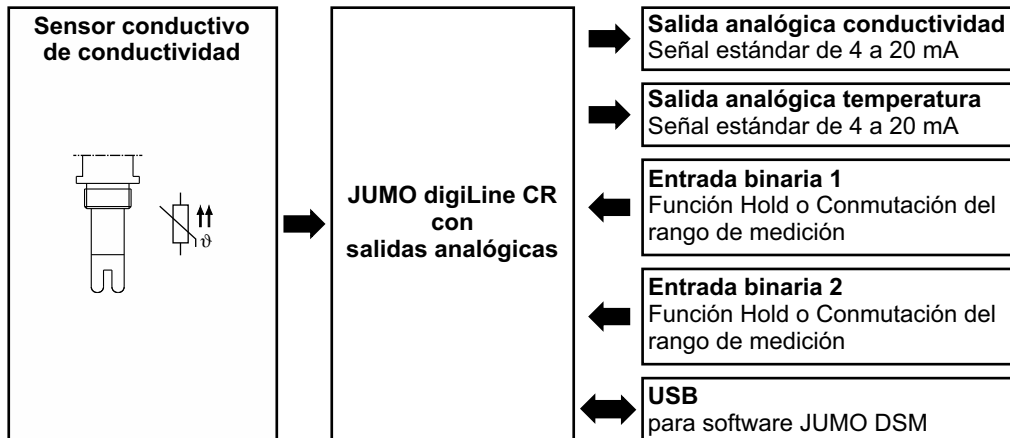 Sensor conductivo
de conductividad
ϑ
JUMO digiLine CR
con
salidas analógicas
Salida analógica conductividad
Señal estándar de 4 a 20 mA
Salida analógica temperatura
Señal estándar de 4 a 20 mA
Entrada binaria 1
Función Hold o Conmutación del
rango de medición
Entrada binaria 2
Función Hold o Conmutación del
rango de medición
USB
para software JUMO DSM